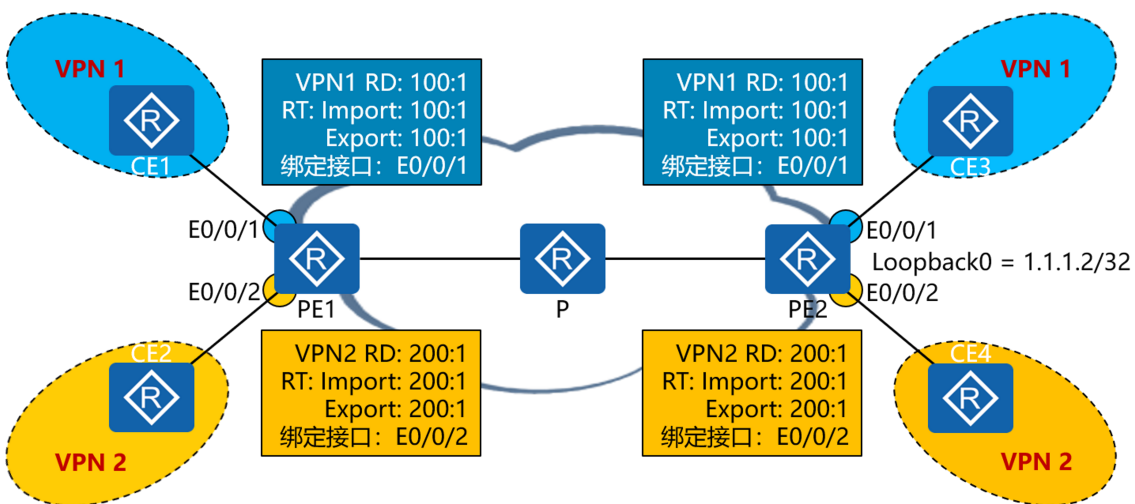 VPN 1
R
CE1
VPN1 RD: 100:1
RT: Import: 100:1
Export: 100:1
绑定接口：E0/0/1
VPN1 RD: 100:1
RT: Import: 100:1
Export: 100:1
绑定接口：E0/0/1
VPN 1
R
CE3
E0/0/1
E0/0/2
R
PE1
R
P
R
PE2
E0/0/1
Loopback0 = 1.1.1.2/32
E0/0/2
CE2
R
VPN 2
VPN2 RD: 200:1
RT: Import: 200:1
Export: 200:1
绑定接口：E0/0/2
VPN2 RD: 200:1
RT: Import: 200:1
Export: 200:1
绑定接口：E0/0/2
CE4
R
VPN 2